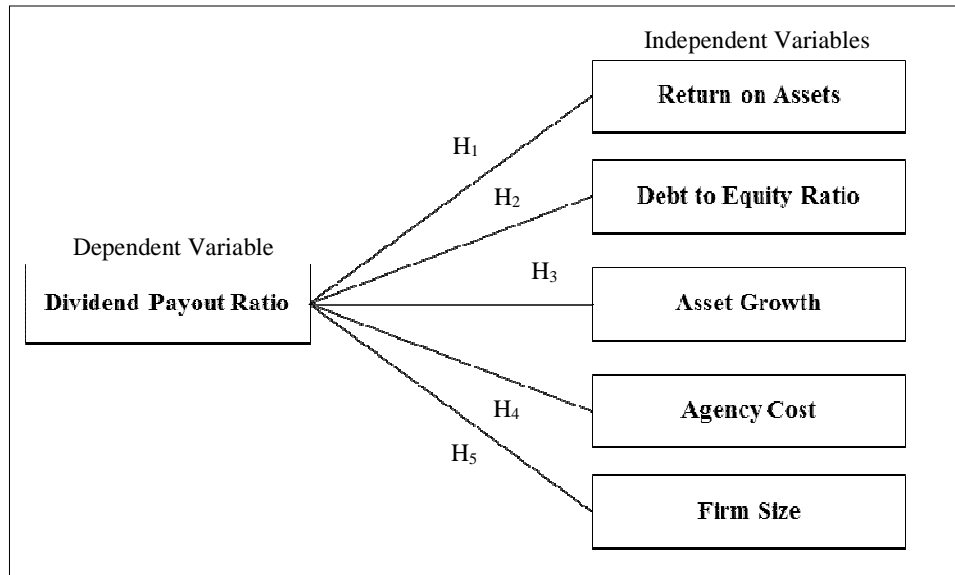 Independent Variables
Return on Assets
H₁
Debt to Equity Ratio
H₂
Dependent Variable
Dividend Payout Ratio
H₃
Asset Growth
H₄
Agency Cost
H₅
Firm Size